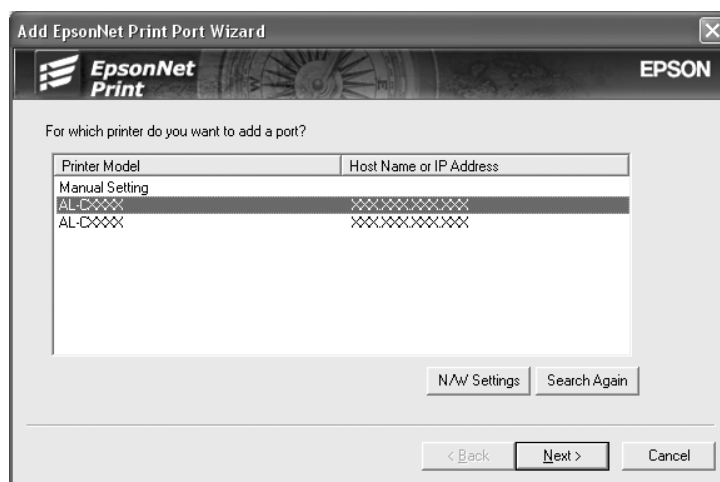 Add EpsonNet Print Port Wizard
EpsonNet
Print
EPSON
For which printer do you want to add a port?
Printer Model Host Name or IP Address
Manual Setting
AL-CXXXX XXX.XXX.XXX.XXX
AL-CXXXX XXX.XXX.XXX.XXX
N/W Settings Search Again
< Back Next > Cancel